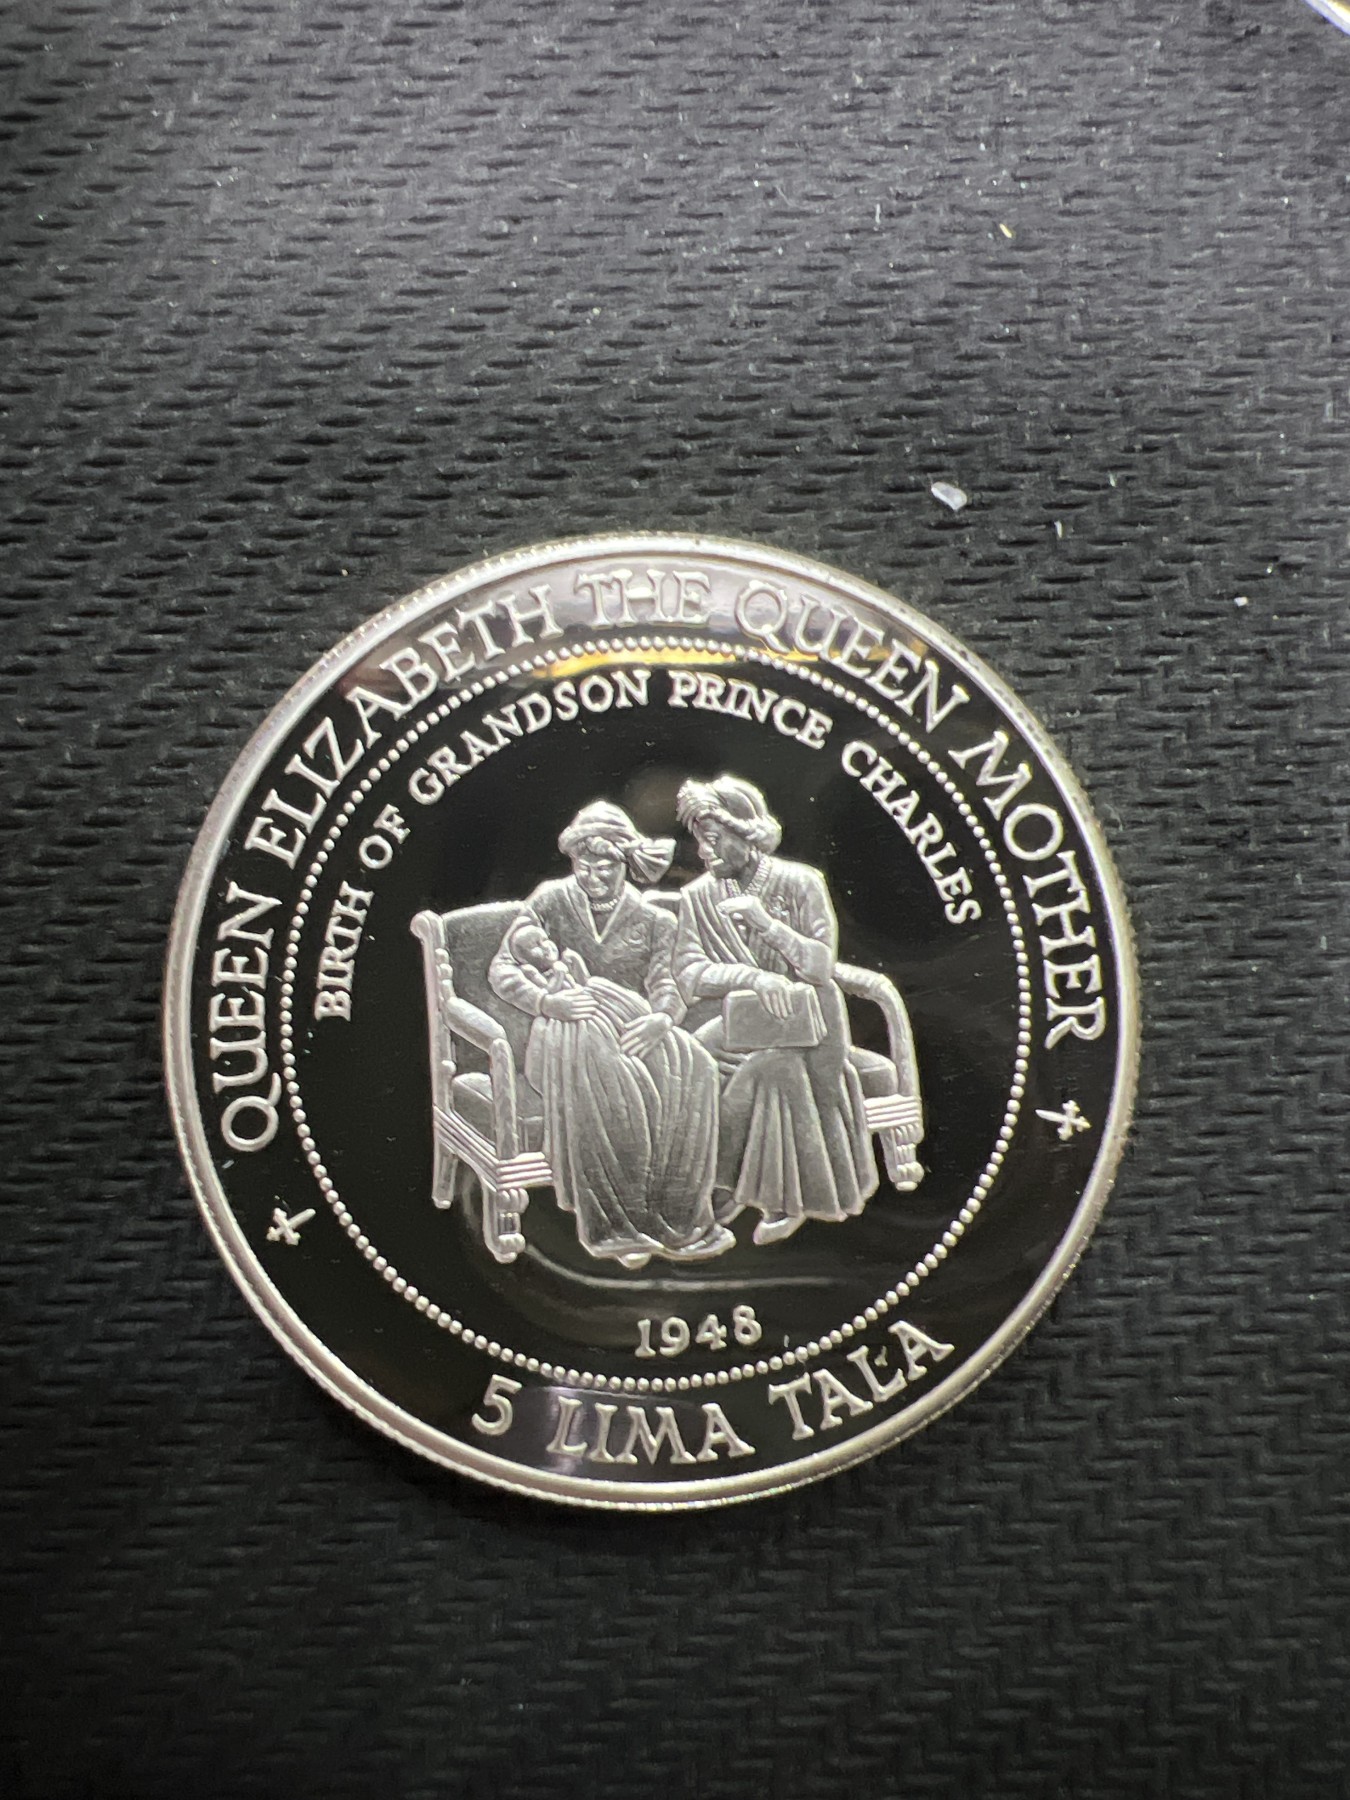 QUEEN ELIZABETH THE QUEEN MOTHER
BIRTH OF GRANDSON PRINCE CHARLES
1948
5 LIMA TALA